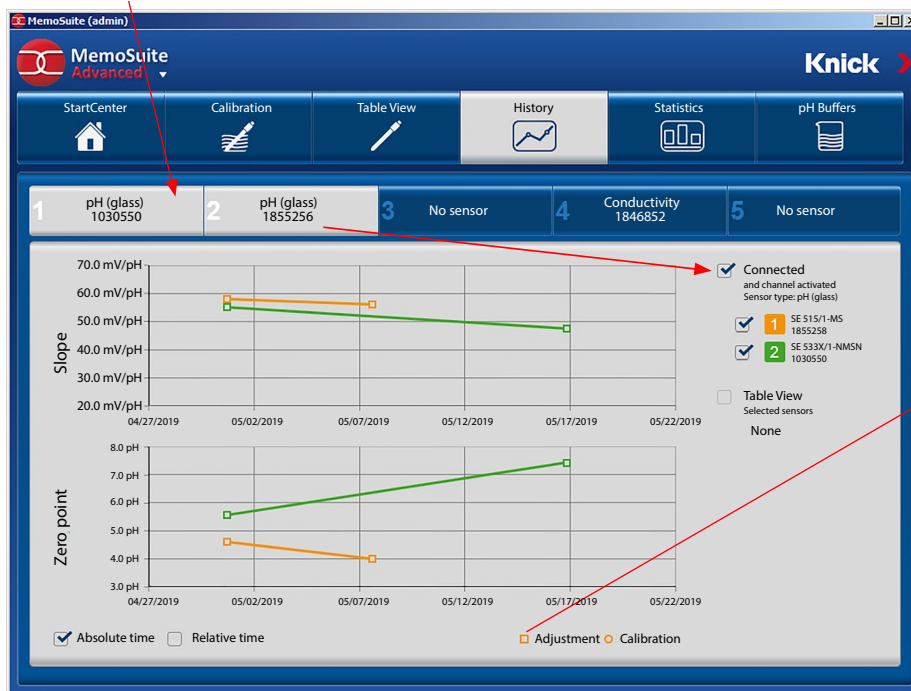 MemoSuite (admin)
MemoSuite
Advanced
Knick
StartCenter
Calibration
Table View
History
Statistics
pH Buffers
1
pH (glass)
1030550
2
pH (glass)
1855256
3
No sensor
4
Conductivity
1846852
5
No sensor
Slope
70.0 mV/pH
60.0 mV/pH
50.0 mV/pH
40.0 mV/pH
30.0 mV/pH
20.0 mV/pH
04/27/2019 05/02/2019 05/07/2019 05/12/2019 05/17/2019 05/22/2019
Connected
and channel activated
Sensor type: pH (glass)
1
SE 515/1-MS
1855258
2
SE 533X/1-NMSN
1030550
Table View
Selected sensors
None
Zero point
8.0 pH
7.0 pH
6.0 pH
5.0 pH
4.0 pH
3.0 pH
04/27/2019 05/02/2019 05/07/2019 05/12/2019 05/17/2019 05/22/2019
Absolute time Relative time
Adjustment Calibration